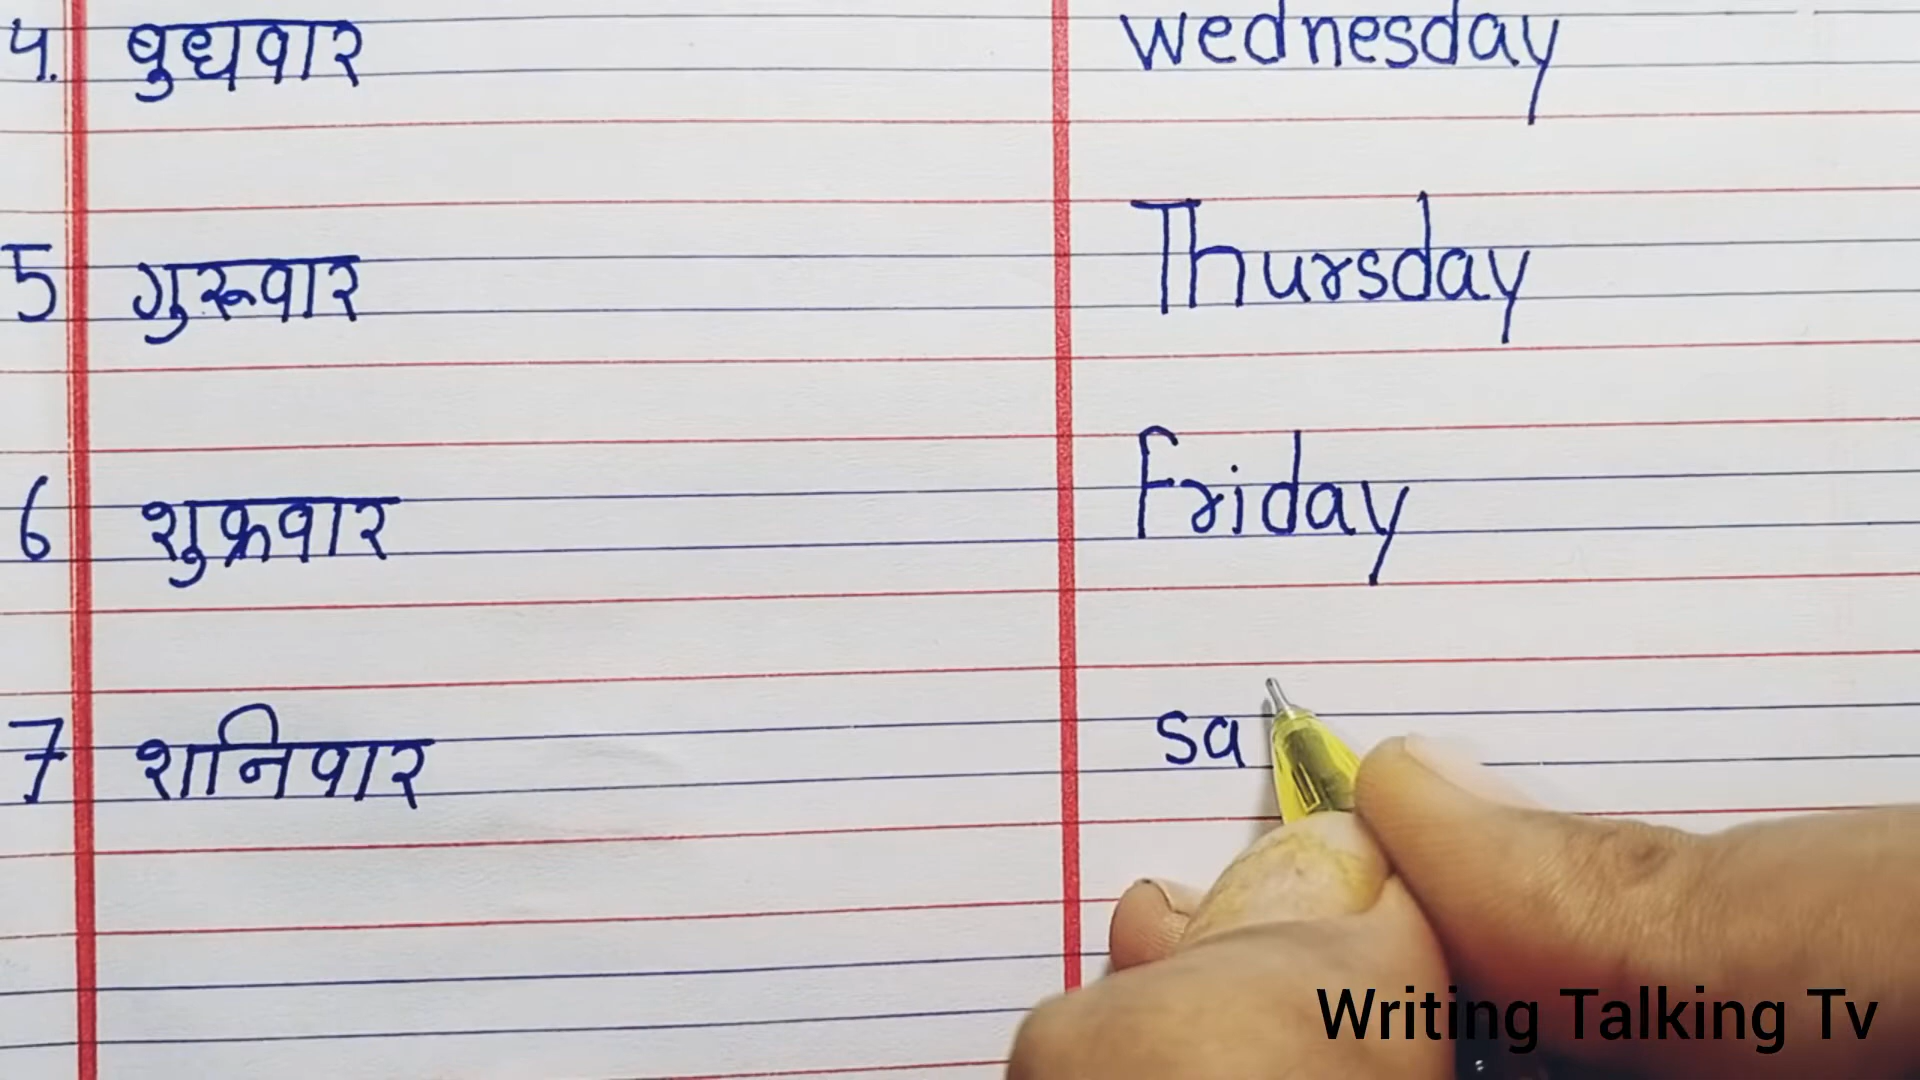 4. बुधवार wednesday
5 गुरूवार Thursday
6 शुक्रवार Friday
7 शनिवार sa
Writing Talking Tv